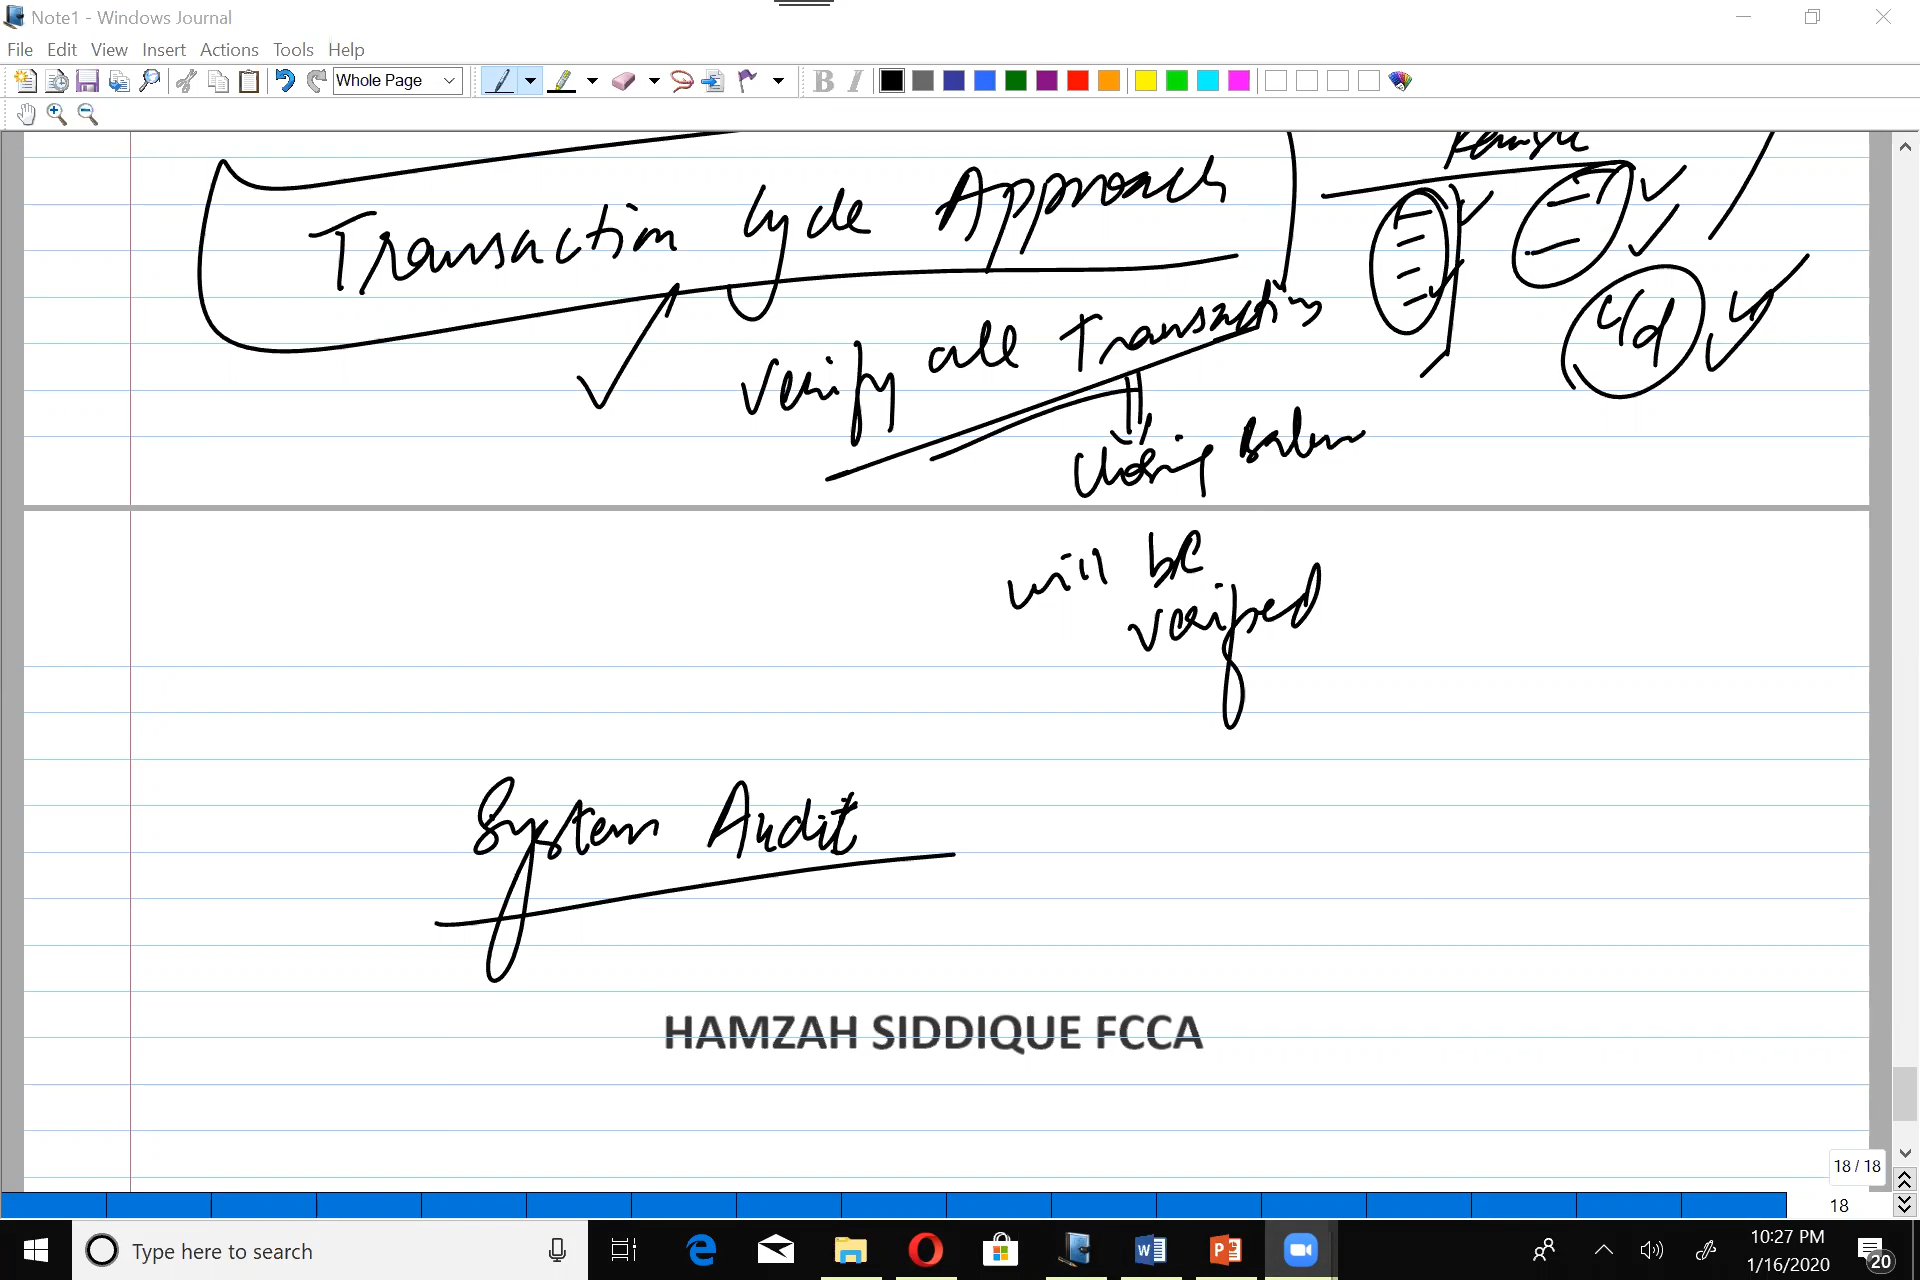 Note1 - Windows Journal
File Edit View Insert Actions Tools Help
Whole Page
B I
Transaction Cycle Approach
Verify all Transactions
c/d
Closing Balance
will be
verified
System Audit
HAMZAH SIDDIQUE FCCA
18 / 18
18
Type here to search
10:27 PM
1/16/2020
20